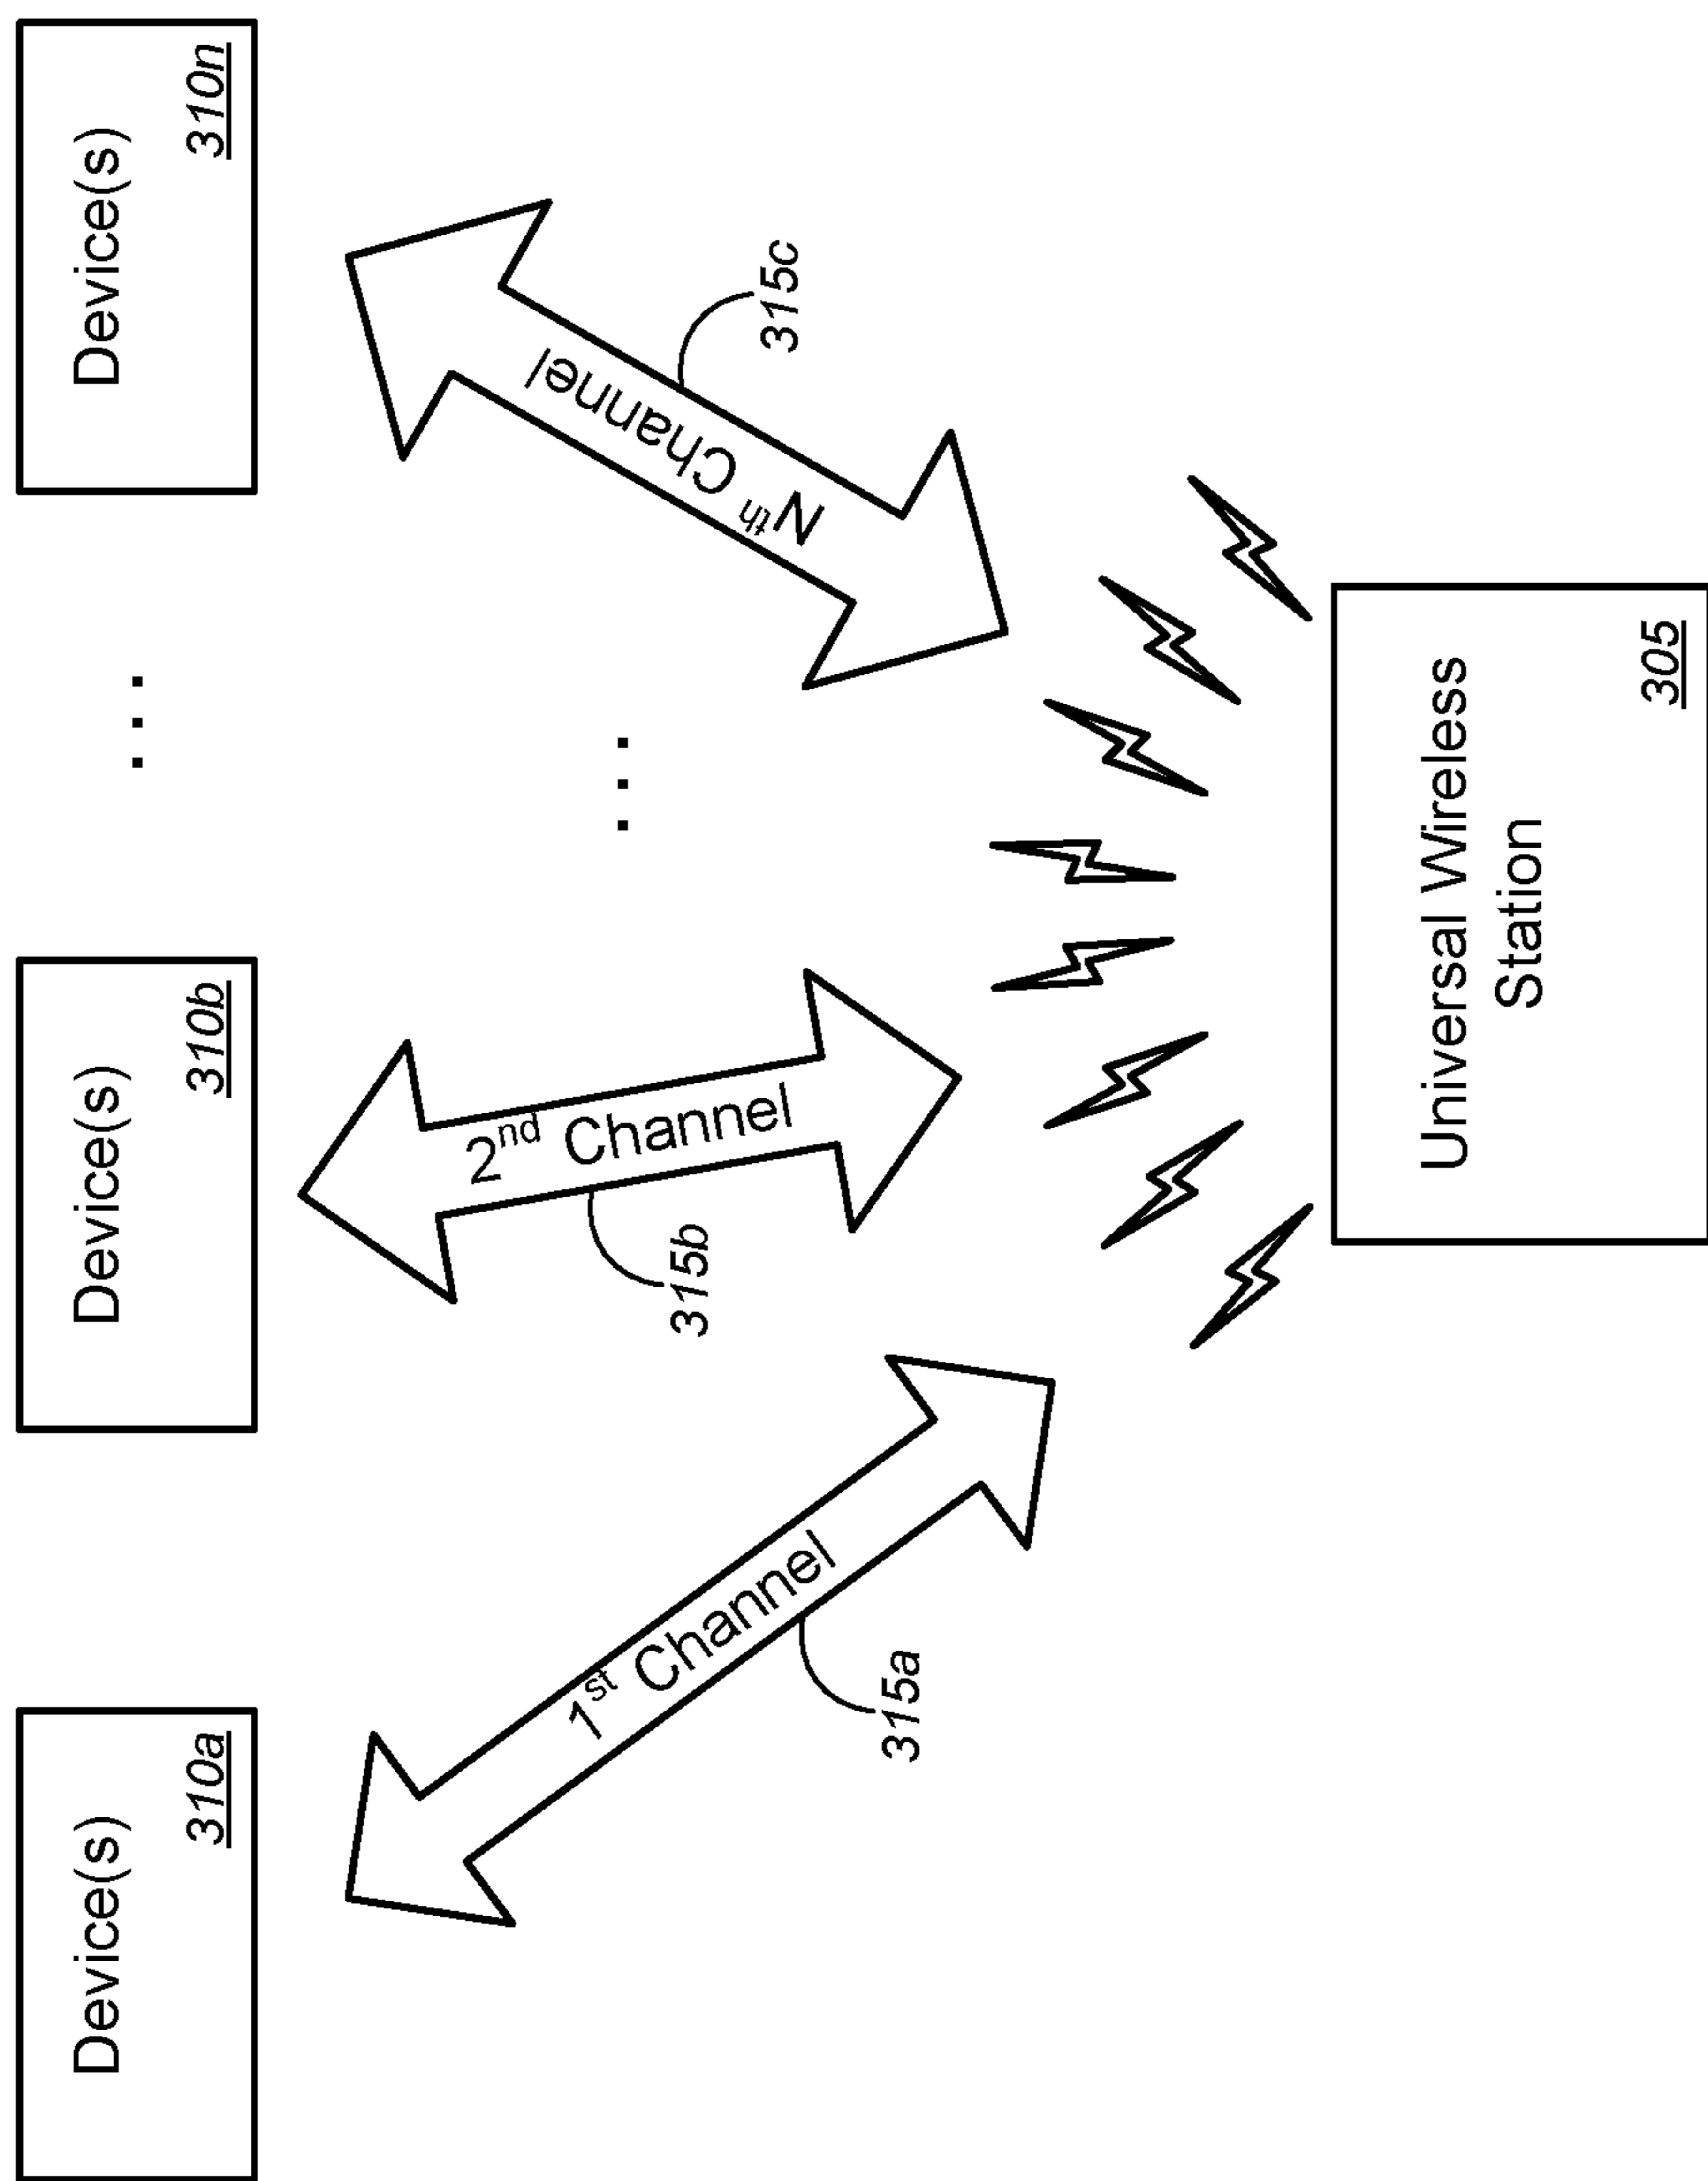 Device(s)
310a
Device(s)
310b
. . .
Device(s)
310n
1st Channel
315a
2nd Channel
315b
. . .
Nth Channel
315c
Universal Wireless
Station
305